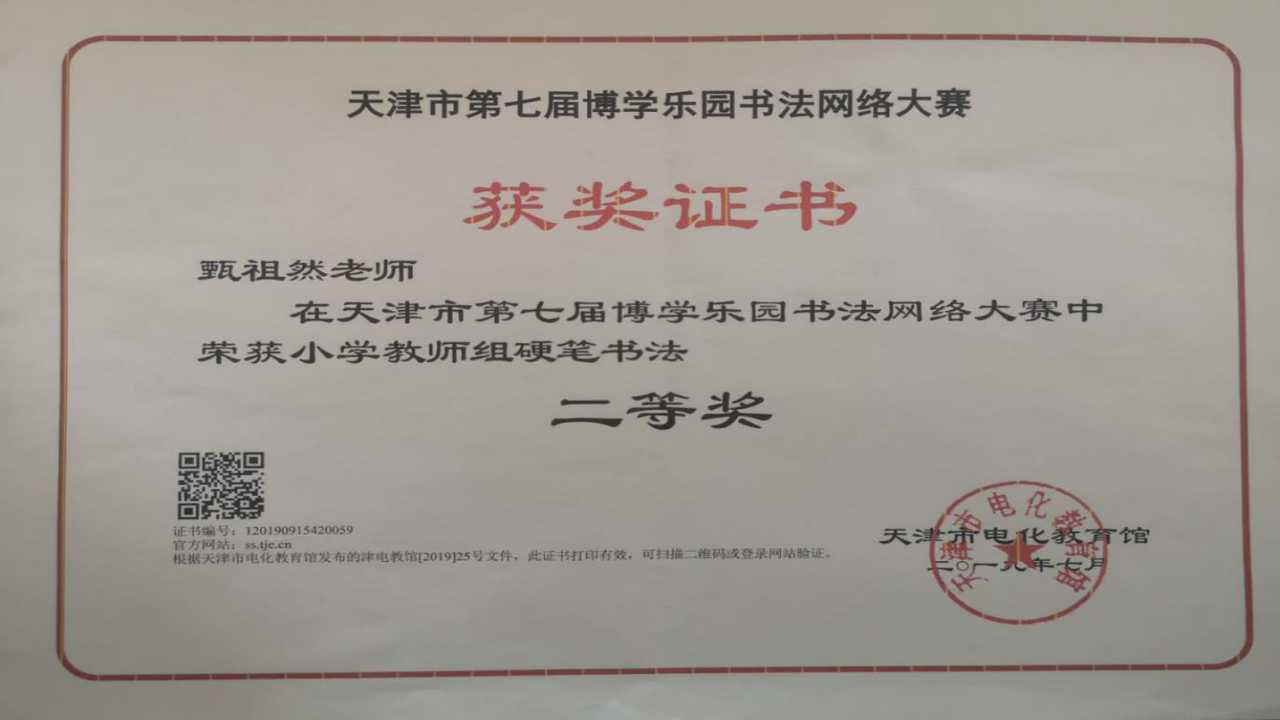 天津市第七届博学乐园书法网络大赛
获奖证书
甄祖然老师
在天津市第七届博学乐园书法网络大赛中
荣获小学教师组硬笔书法
二等奖
证书编号：120190915420059
官方网站：ss.tje.cn
根据天津市电化教育馆发布的津电教馆[2019]25号文件，此证书打印有效，可扫描二维码或登录网站验证。
天津市电化教育馆
二〇一九年七月
天津市电化教育馆